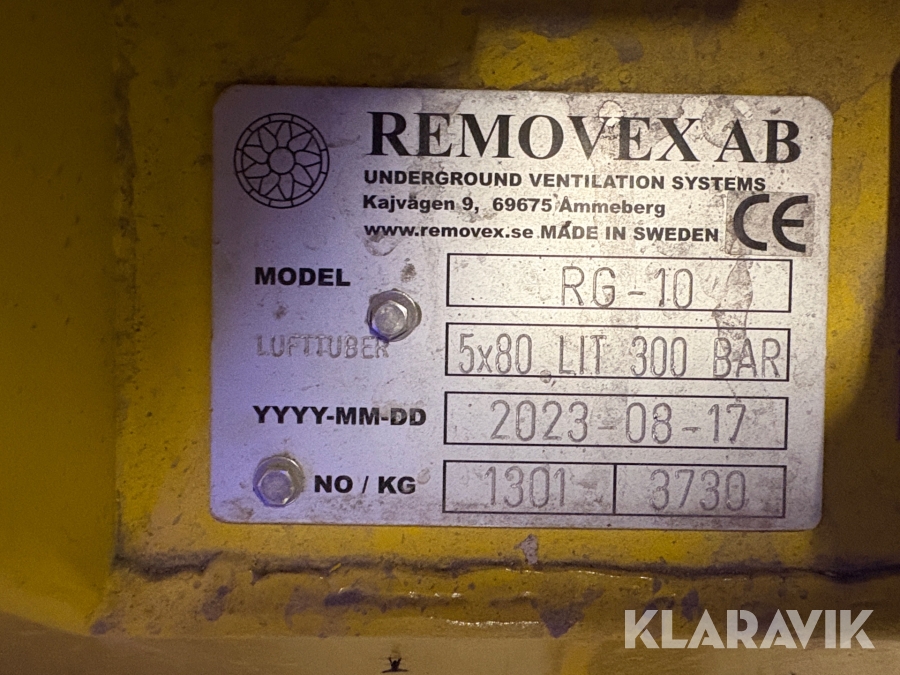 REMOVEX AB
UNDERGROUND VENTILATION SYSTEMS
Kajvägen 9, 69675 Ammeberg
www.removex.se MADE IN SWEDEN CE
MODEL RG-10
LUFTTUBER 5x80 LIT 300 BAR
YYYY-MM-DD 2023-08-17
NO / KG 1301 3730
KLARAVIK